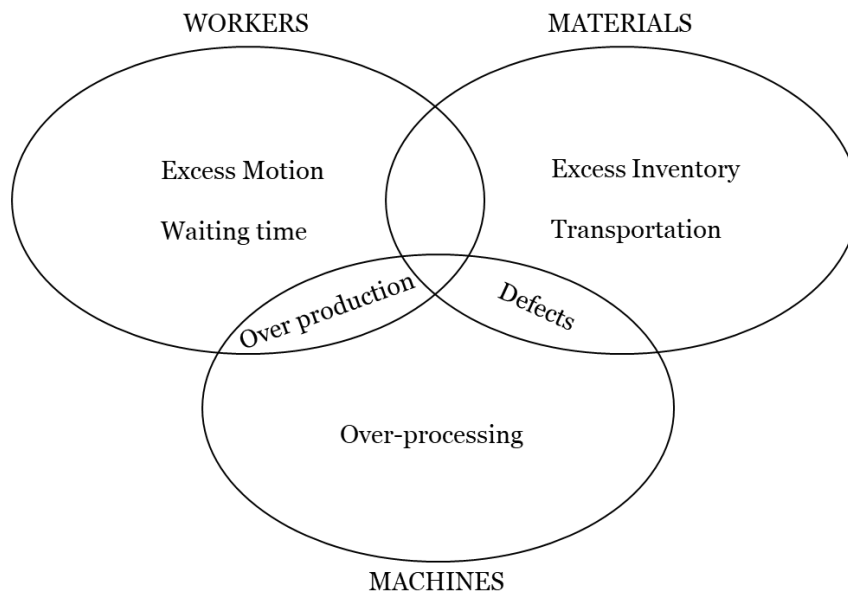 WORKERS
MATERIALS
Excess Motion
Waiting time
Excess Inventory
Transportation
Over production
Defects
Over-processing
MACHINES